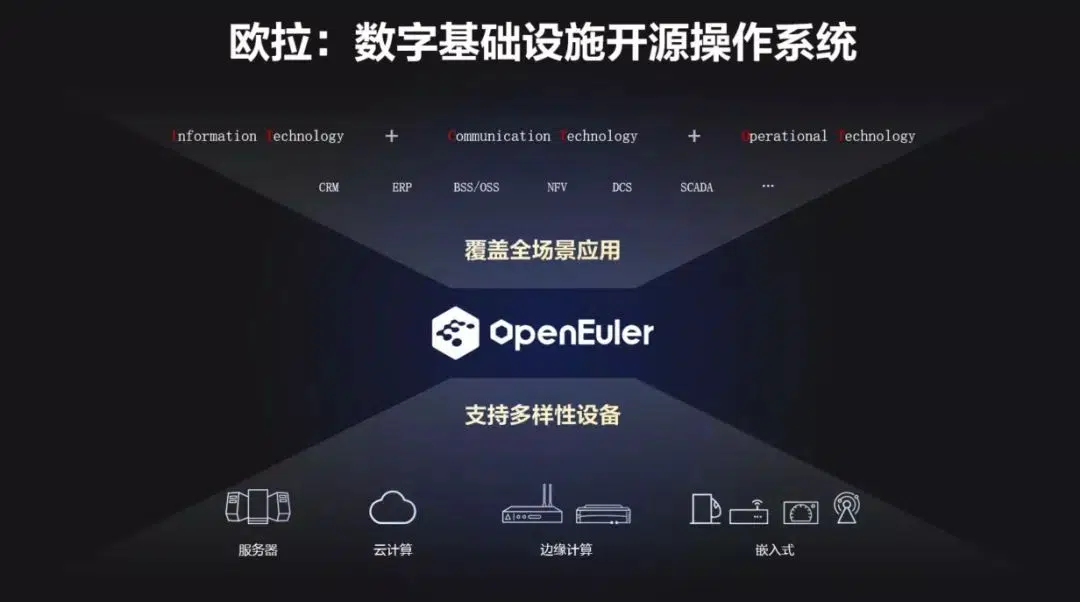 欧拉：数字基础设施开源操作系统
Information Technology + Communication Technology + Operational Technology
CRM ERP BSS/OSS NFV DCS SCADA ...
覆盖全场景应用
OpenEuler
支持多样性设备
服务器 云计算 边缘计算 嵌入式